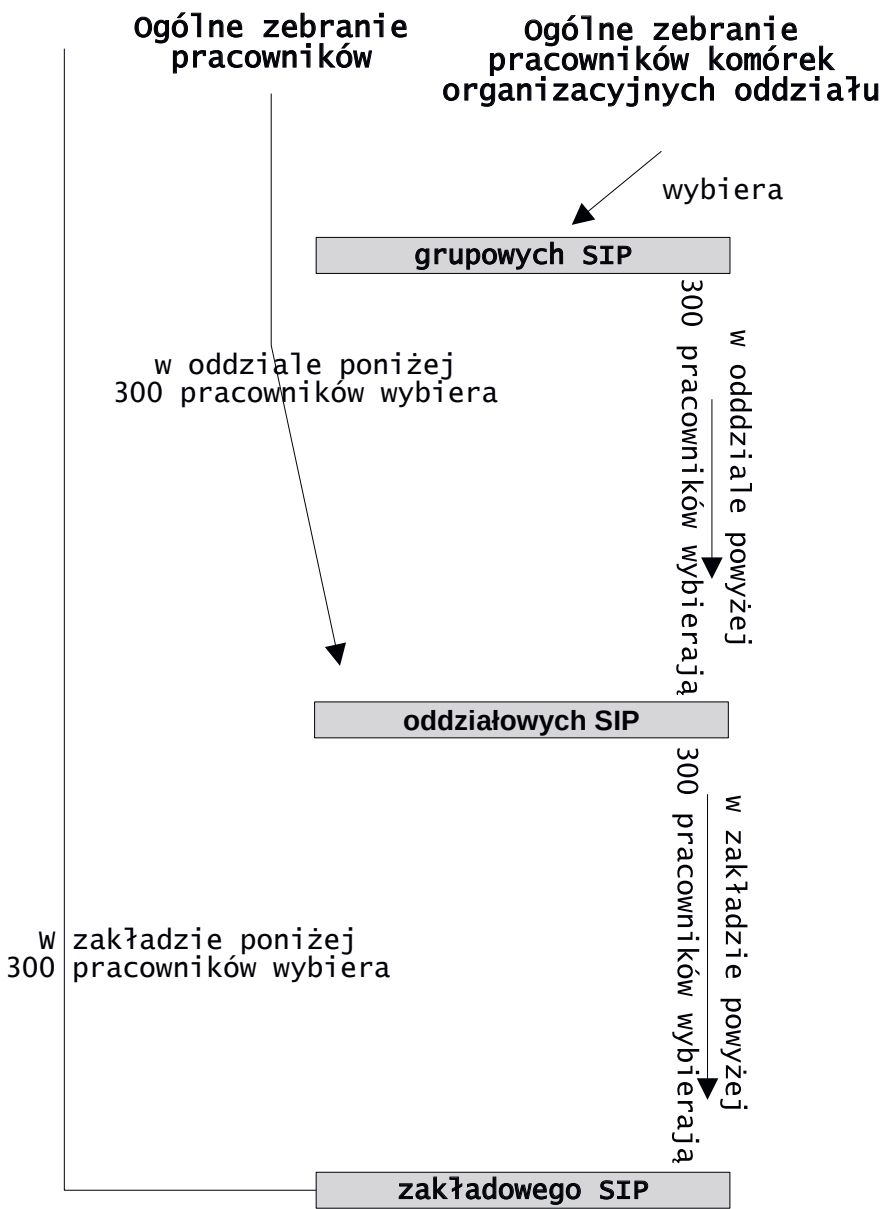 Ogólne zebranie
pracowników
Ogólne zebranie
pracowników komórek
organizacyjnych oddziału
wybiera
grupowych SIP
w oddziale poniżej
300 pracowników wybiera
w odddziale powyżej
300 pracowników wybierają
oddziałowych SIP
w zakładzie powyżej
300 pracowników wybierają
W zakładzie poniżej
300 pracowników wybiera
zakładowego SIP